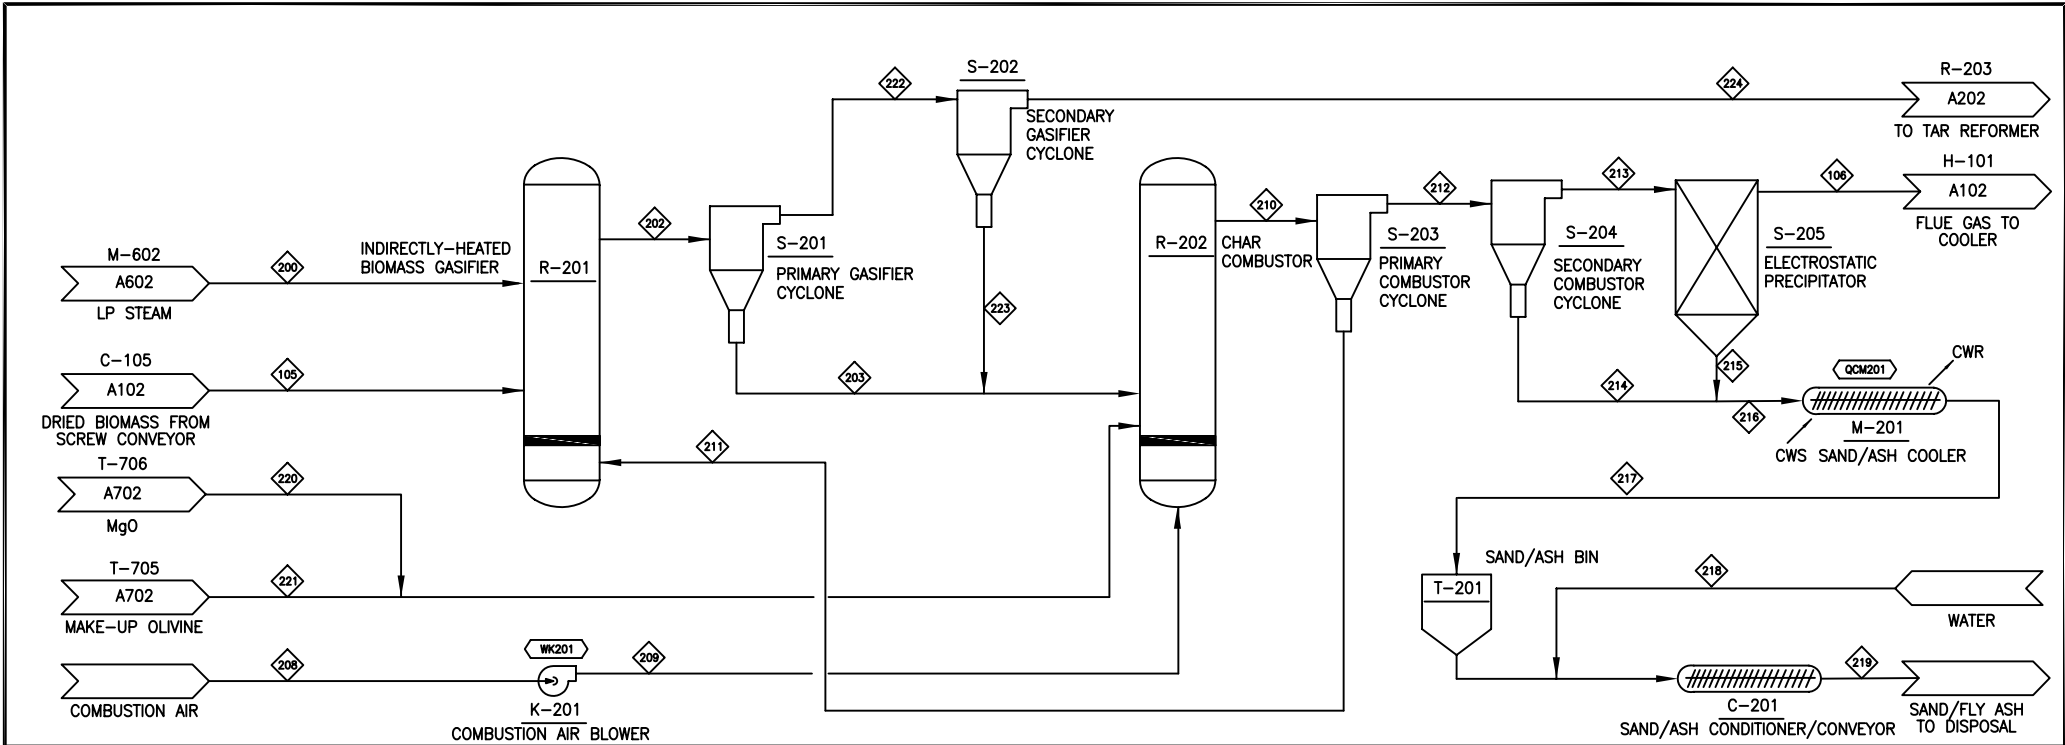 S-202
222
224
R-203
A202
TO TAR REFORMER
SECONDARY
GASIFIER
CYCLONE
H-101
A102
FLUE GAS TO
COOLER
213
106
212
210
202
S-201
PRIMARY GASIFIER
CYCLONE
R-202
CHAR
COMBUSTOR
S-203
PRIMARY
COMBUSTOR
CYCLONE
S-204
SECONDARY
COMBUSTOR
CYCLONE
S-205
ELECTROSTATIC
PRECIPITATOR
M-602
A602
LP STEAM
200
INDIRECTLY-HEATED
BIOMASS GASIFIER
R-201
223
C-105
A102
DRIED BIOMASS FROM
SCREW CONVEYOR
105
203
214
215
216
QCM201
CWR
M-201
CWS SAND/ASH COOLER
T-706
A702
MgO
220
211
217
T-705
A702
MAKE-UP OLIVINE
221
SAND/ASH BIN
T-201
218
WATER
COMBUSTION AIR
208
WK201
209
K-201
COMBUSTION AIR BLOWER
219
C-201
SAND/ASH CONDITIONER/CONVEYOR
SAND/FLY ASH
TO DISPOSAL